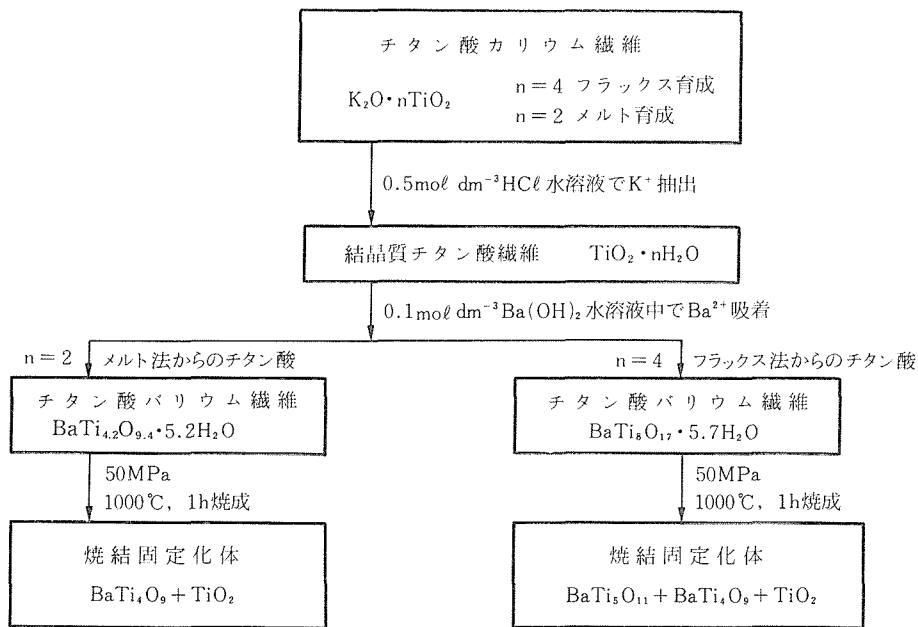 チタン酸カリウム繊維
K₂O・nTiO₂
n=4 フラックス育成
n=2 メルト育成
0.5mol dm⁻³HCℓ水溶液でK⁺抽出
結晶質チタン酸繊維 TiO₂・nH₂O
0.1mol dm⁻³Ba(OH)₂水溶液中でBa²⁺吸着
n=2 メルト法からのチタン酸
n=4 フラックス法からのチタン酸
チタン酸バリウム繊維
BaTi₄.₂O₉.₄・5.2H₂O
チタン酸バリウム繊維
BaTi₈O₁₇・5.7H₂O
50MPa
1000℃, 1h焼成
50MPa
1000℃, 1h焼成
焼結固定化体
BaTi₄O₉+TiO₂
焼結固定化体
BaTi₅O₁₁+BaTi₄O₉+TiO₂